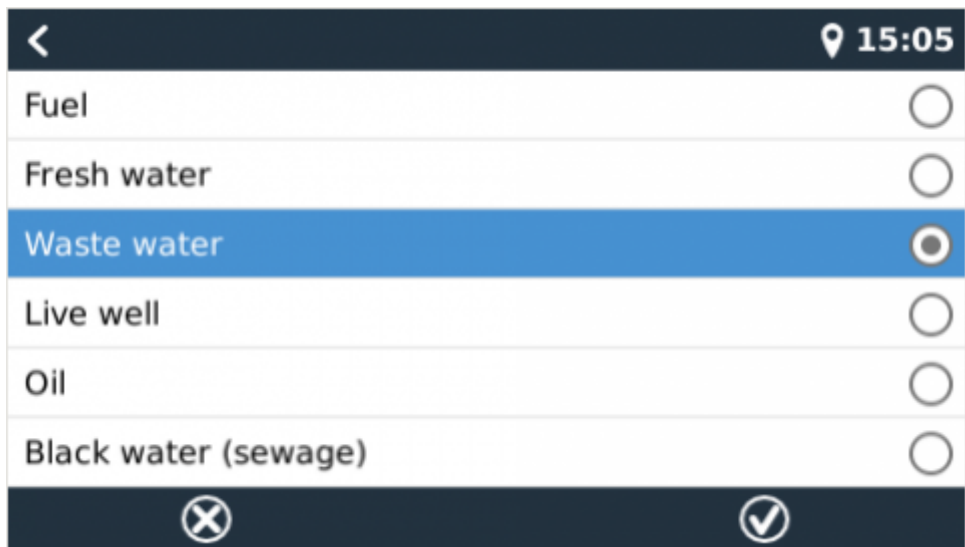 15:05
Fuel
Fresh water
Waste water
Live well
Oil
Black water (sewage)